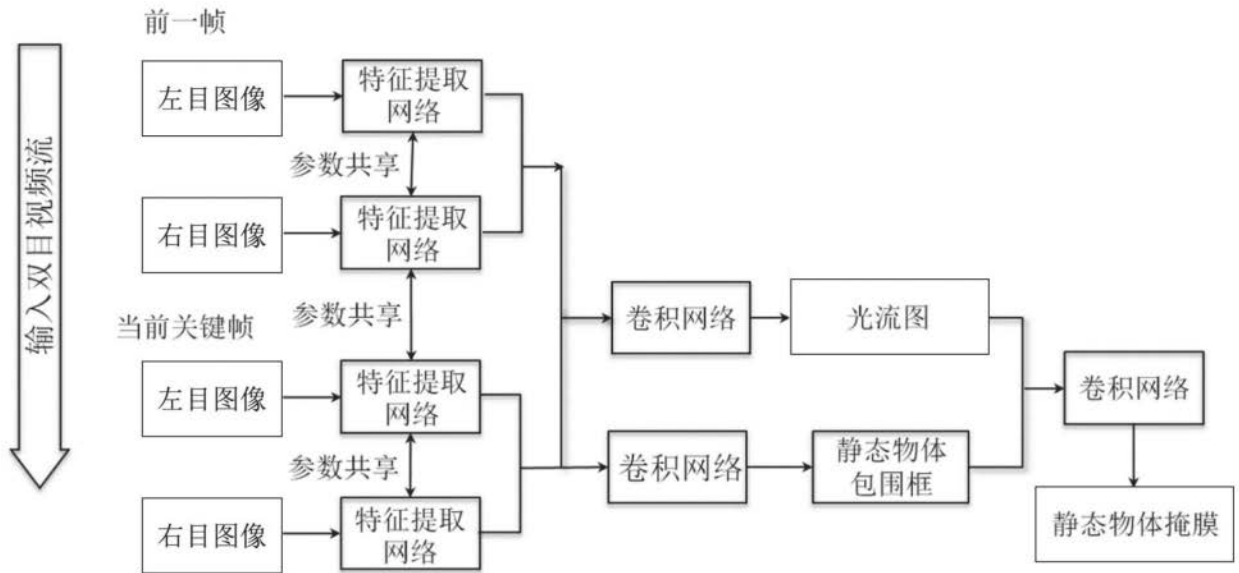 输入双目视频流
前一帧
左目图像
特征提取
网络
参数共享
右目图像
特征提取
网络
参数共享
当前关键帧
左目图像
特征提取
网络
参数共享
右目图像
特征提取
网络
卷积网络
光流图
卷积网络
静态物体
包围框
卷积网络
静态物体掩膜